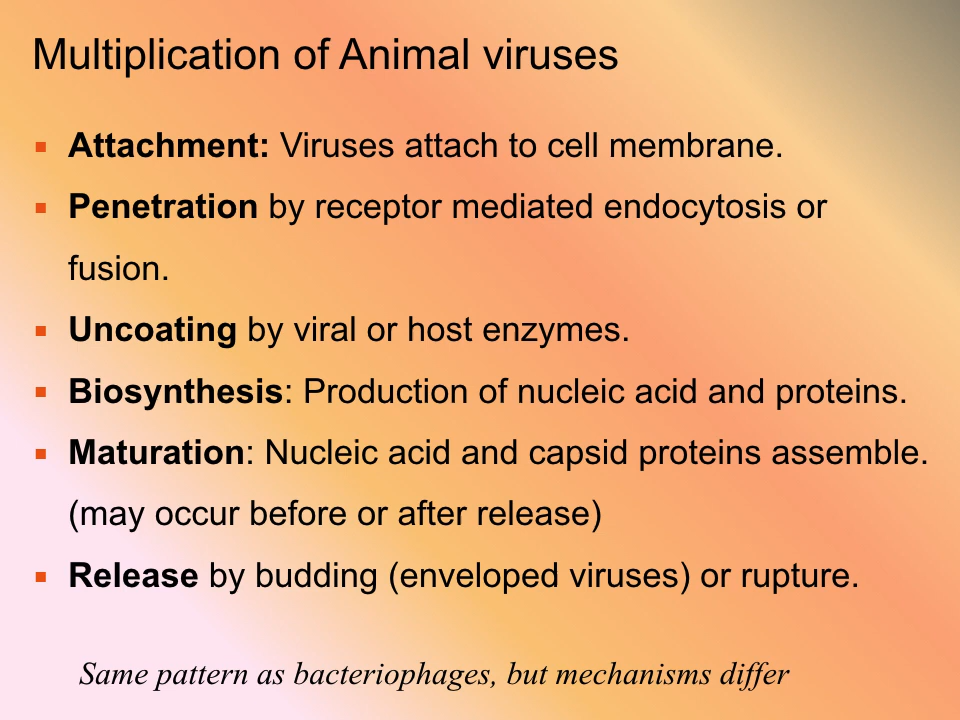 Multiplication of Animal viruses
▪ Attachment: Viruses attach to cell membrane.
▪ Penetration by receptor mediated endocytosis or
fusion.
▪ Uncoating by viral or host enzymes.
▪ Biosynthesis: Production of nucleic acid and proteins.
▪ Maturation: Nucleic acid and capsid proteins assemble.
(may occur before or after release)
▪ Release by budding (enveloped viruses) or rupture.
Same pattern as bacteriophages, but mechanisms differ